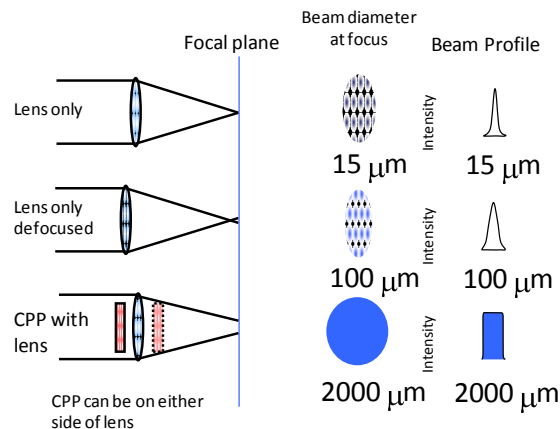 Focal plane
Beam diameter
at focus
Beam Profile
Lens only
Intensity
15 μm
15 μm
Lens only
defocused
Intensity
100 μm
100 μm
CPP with
lens
Intensity
2000 μm
2000 μm
CPP can be on either
side of lens